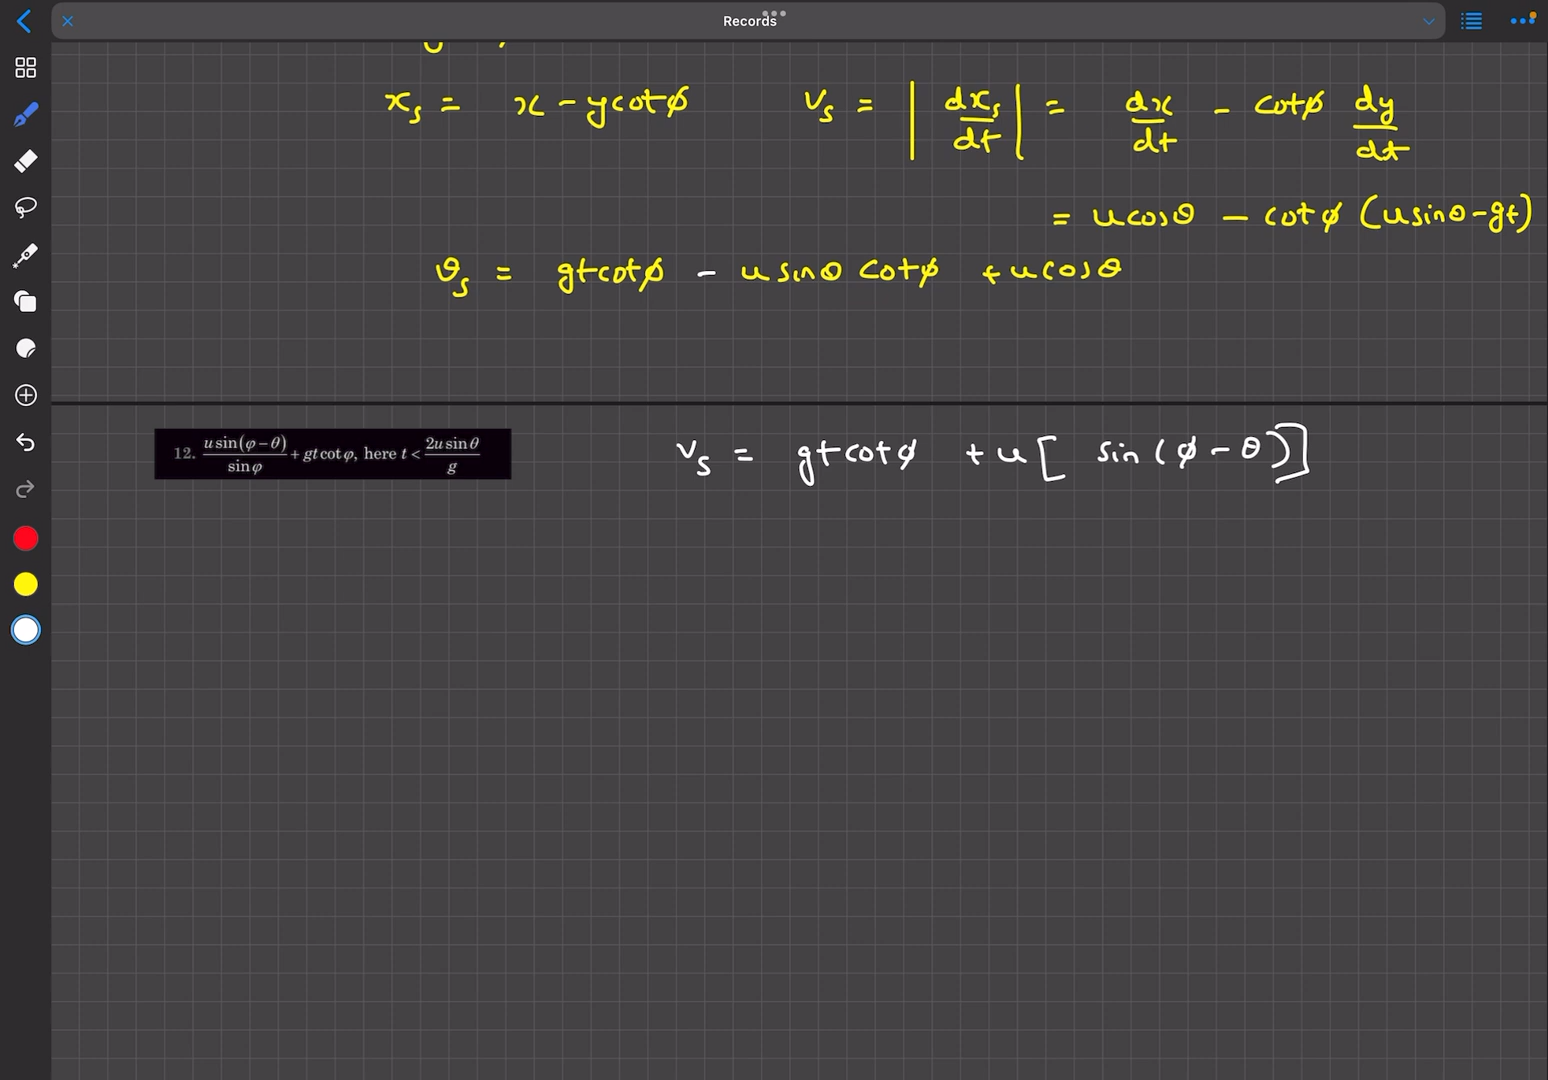 Records
x_s = x - y cot φ    v_s = | dx_s/dt | = dx/dt - cot φ dy/dt
= u cos θ - cot φ (u sin θ - gt)
v_s = gt cot φ - u sin θ cot φ + u cos θ
12. u sin(φ-θ)/sin φ + gt cot φ, here t < 2u sin θ/g
v_s = gt cot φ + u [ sin (φ - θ)]